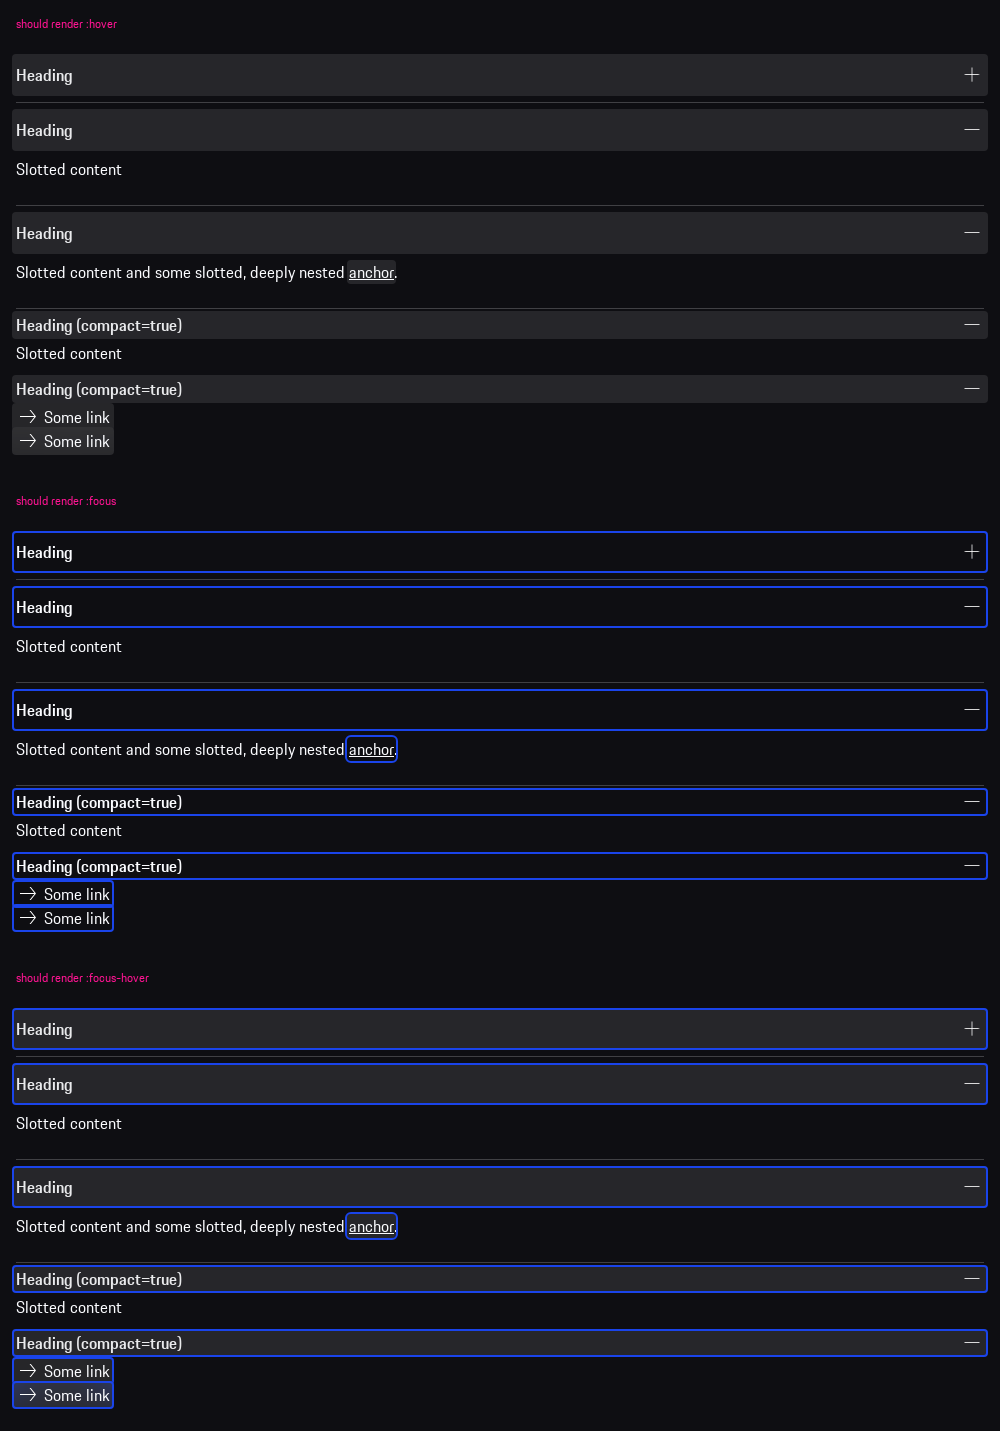 should render :hover
Heading
Heading
Slotted content
Heading
Slotted content and some slotted, deeply nested anchor.
Heading (compact=true)
Slotted content
Heading (compact=true)
Some link
Some link
should render :focus
Heading
Heading
Slotted content
Heading
Slotted content and some slotted, deeply nested anchor.
Heading (compact=true)
Slotted content
Heading (compact=true)
Some link
Some link
should render :focus-hover
Heading
Heading
Slotted content
Heading
Slotted content and some slotted, deeply nested anchor.
Heading (compact=true)
Slotted content
Heading (compact=true)
Some link
Some link